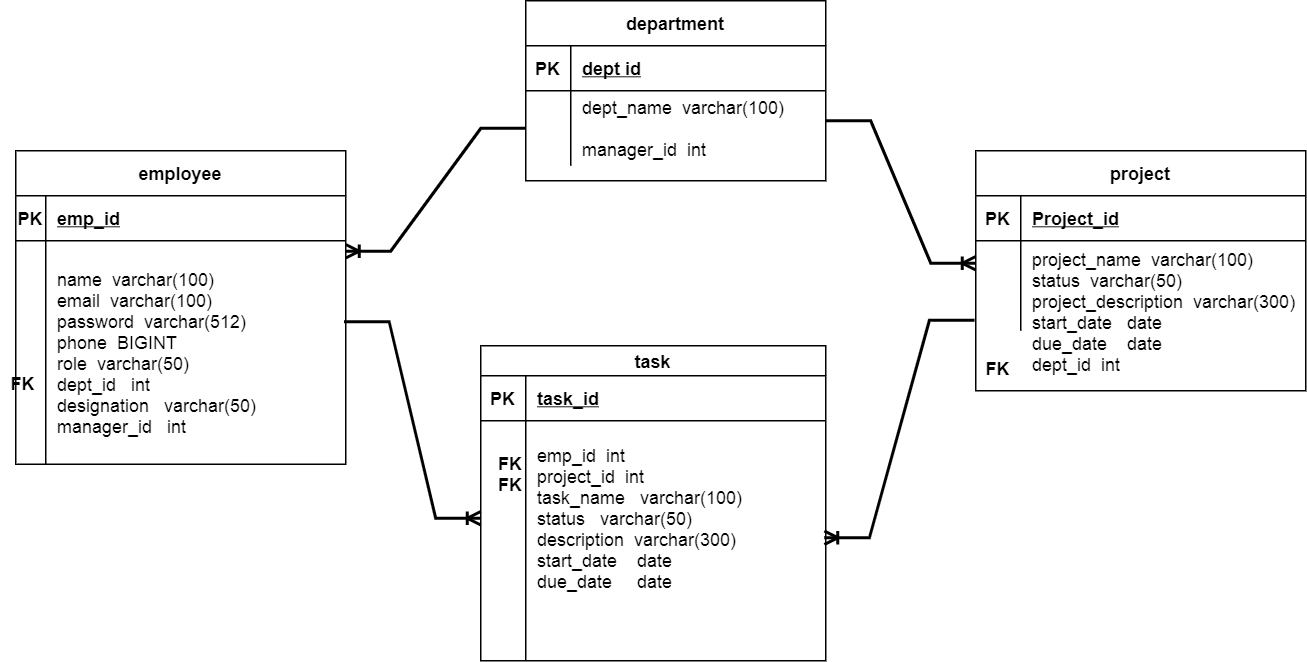 department
PK dept id
dept_name varchar(100)
manager_id int
employee
PK emp_id
name varchar(100)
email varchar(100)
password varchar(512)
phone BIGINT
role varchar(50)
FK dept_id int
designation varchar(50)
manager_id int
project
PK Project_id
project_name varchar(100)
status varchar(50)
project_description varchar(300)
start_date date
due_date date
FK dept_id int
task
PK task_id
FK emp_id int
FK project_id int
task_name varchar(100)
status varchar(50)
description varchar(300)
start_date date
due_date date